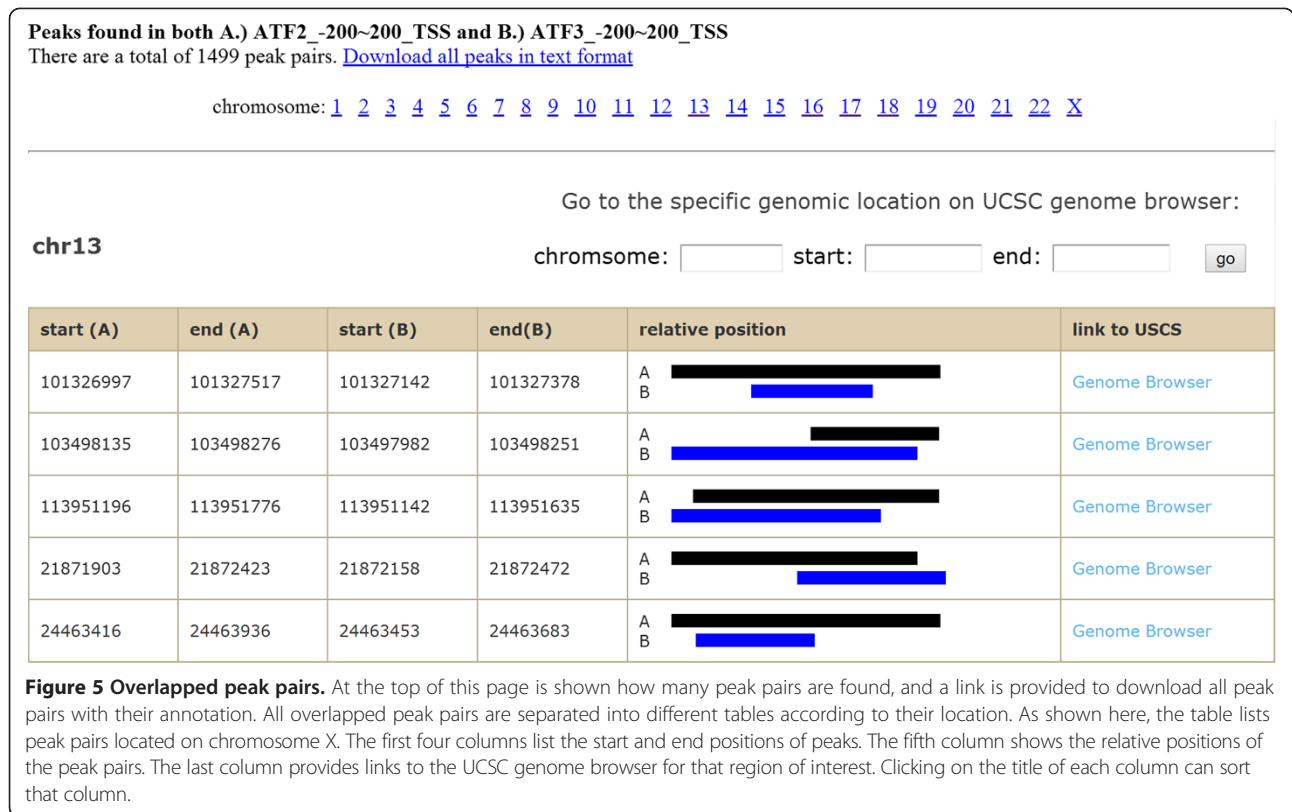 Peaks found in both A.) ATF2_-200~200_TSS and B.) ATF3_-200~200_TSS
There are a total of 1499 peak pairs. Download all peaks in text format
chromosome: 1 2 3 4 5 6 7 8 9 10 11 12 13 14 15 16 17 18 19 20 21 22 X
Go to the specific genomic location on UCSC genome browser:
chr13
chromsome: start: end: go
start (A) end (A) start (B) end(B) relative position link to USCS
101326997 101327517 101327142 101327378 A B Genome Browser
103498135 103498276 103497982 103498251 A B Genome Browser
113951196 113951776 113951142 113951635 A B Genome Browser
21871903 21872423 21872158 21872472 A B Genome Browser
24463416 24463936 24463453 24463683 A B Genome Browser
Figure 5 Overlapped peak pairs. At the top of this page is shown how many peak pairs are found, and a link is provided to download all peak
pairs with their annotation. All overlapped peak pairs are separated into different tables according to their location. As shown here, the table lists
peak pairs located on chromosome X. The first four columns list the start and end positions of peaks. The fifth column shows the relative positions of
the peak pairs. The last column provides links to the UCSC genome browser for that region of interest. Clicking on the title of each column can sort
that column.